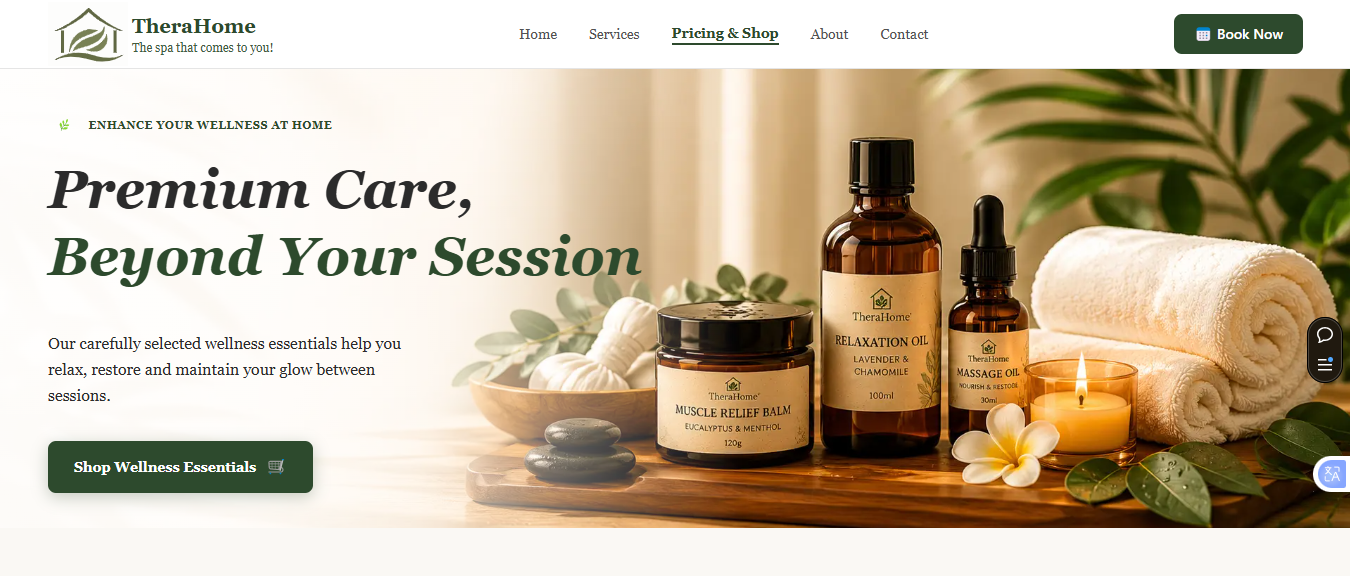 TheraHome
The spa that comes to you!
Home
Services
Pricing & Shop
About
Contact
Book Now
ENHANCE YOUR WELLNESS AT HOME
Premium Care,
Beyond Your Session
Our carefully selected wellness essentials help you
relax, restore and maintain your glow between
sessions.
Shop Wellness Essentials
TheraHome
MUSCLE RELIEF BALM
EUCALYPTUS & MENTHOL
120g
TheraHome
RELAXATION OIL
LAVENDER &
CHAMOMILE
100ml
TheraHome
MASSAGE OIL
NOURISH & RESTORE
30ml